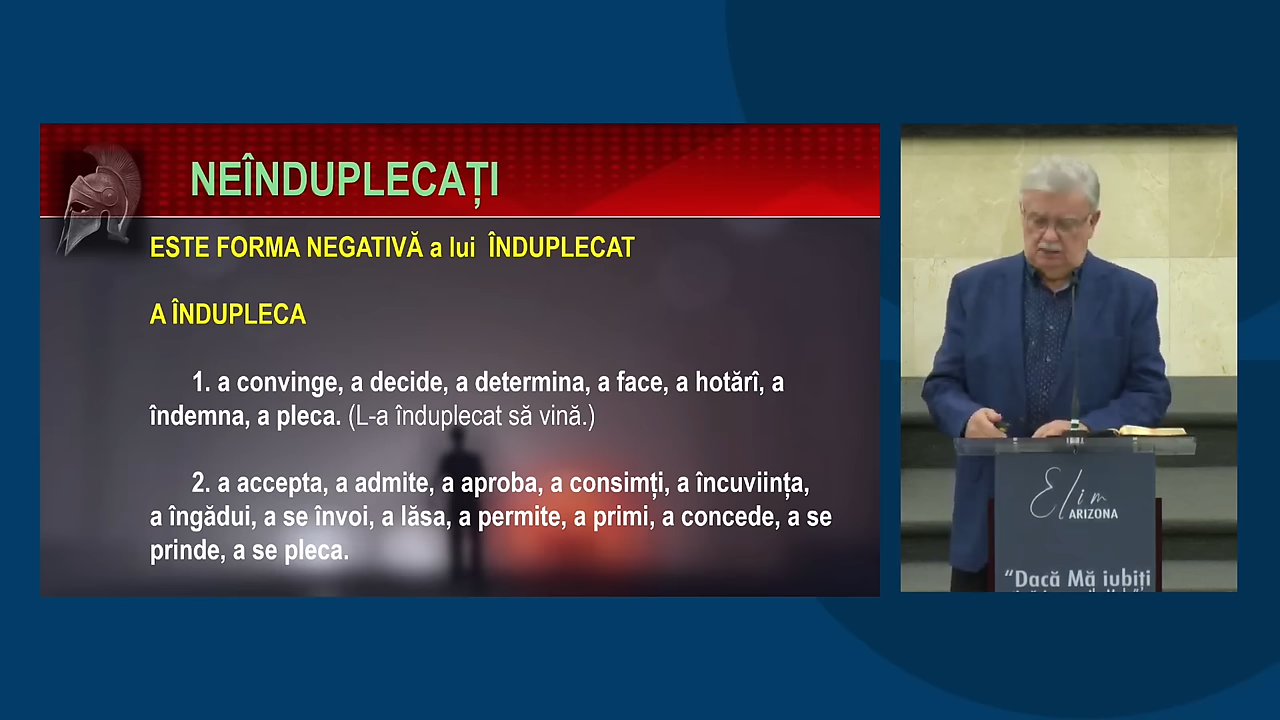 NEÎNDUPLECAȚI
ESTE FORMA NEGATIVĂ a lui ÎNDUPLECAT
A ÎNDUPLECA
1. a convinge, a decide, a determina, a face, a hotărî, a
îndemna, a pleca. (L-a înduplecat să vină.)
2. a accepta, a admite, a aproba, a consimți, a încuviința,
a îngădui, a se învoi, a lăsa, a permite, a primi, a concede, a se
prinde, a se pleca.
Elim
ARIZONA
“Dacă Mă iubiți